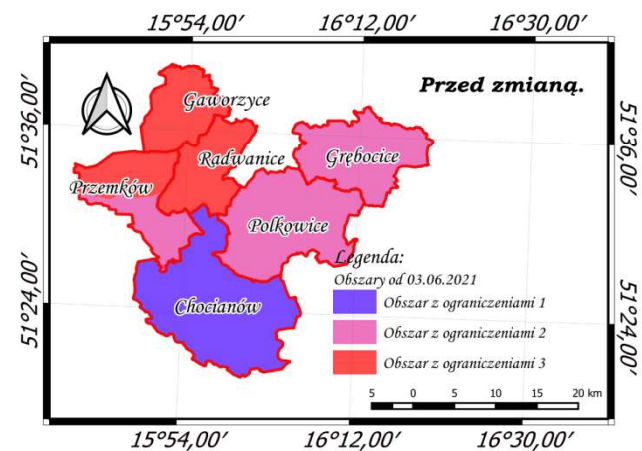 15°54,00' 16°12,00' 16°30,00'
Przed zmianą.
51°36,00' 51°36,00'
Gaworzyce
Radwanice
Grębocice
Przemków
Polkowice
Legenda:
Obszary od 03.06.2021
Obszar z ograniczeniami 1
Obszar z ograniczeniami 2
Obszar z ograniczeniami 3
Chocianów
51°24,00' 51°24,00'
5 0 5 10 15 20 km
15°54,00' 16°12,00' 16°30,00'